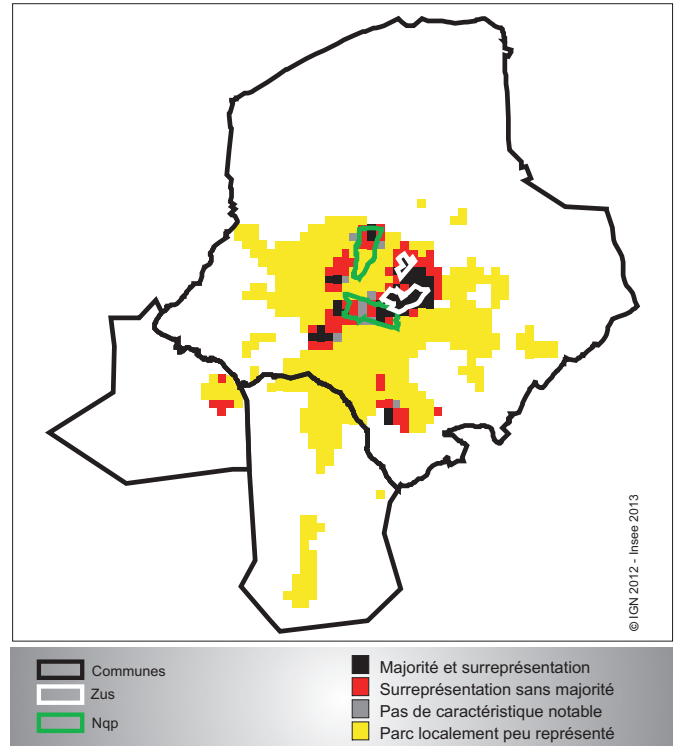 © IGN 2012 - Insee 2013
Communes
Zus
Nqp
Majorité et surreprésentation
Surreprésentation sans majorité
Pas de caractéristique notable
Parc localement peu représenté